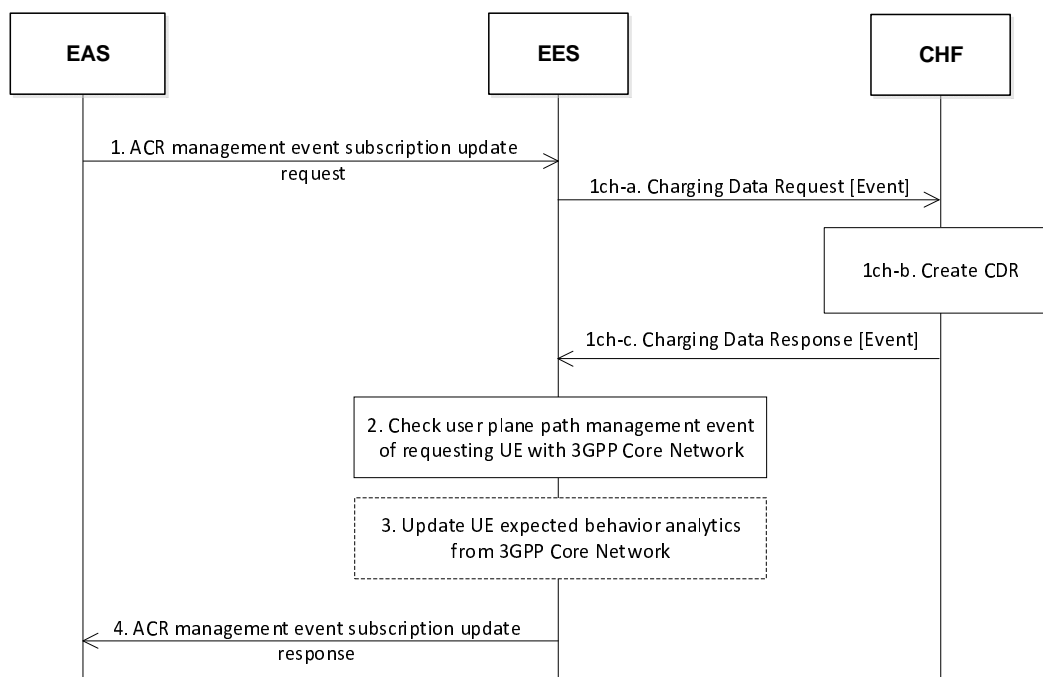 EAS
EES
CHF
1. ACR management event subscription update
request
1ch-a. Charging Data Request [Event]
1ch-b. Create CDR
1ch-c. Charging Data Response [Event]
2. Check user plane path management event
of requesting UE with 3GPP Core Network
3. Update UE expected behavior analytics
from 3GPP Core Network
4. ACR management event subscription update
response